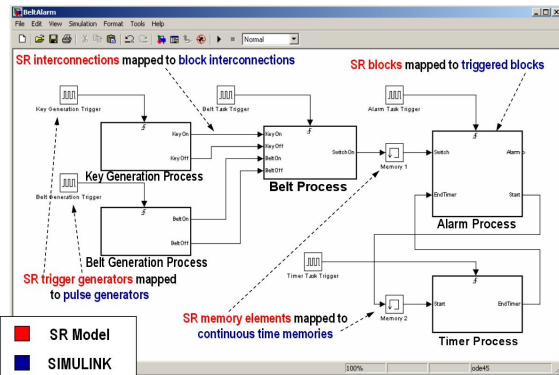 BeltAlarm
File Edit View Simulation Format Tools Help
Normal
SR interconnections mapped to block interconnections
SR blocks mapped to triggered blocks
Key Generation Trigger
Belt Task Trigger
Alarm Task Trigger
Key On
Key Off
Key Generation Process
Key On
Key Off
Belt On
Belt Off
Switch On
Belt Process
Memory 1
Switch
Alarm
EndTimer
Start
Alarm Process
Belt Generation Trigger
Belt On
Belt Off
Belt Generation Process
Timer Task Trigger
SR trigger generators mapped
to pulse generators
SR memory elements mapped to
continuous time memories
Memory 2
Start
EndTimer
Timer Process
SR Model
SIMULINK
100%
ode45